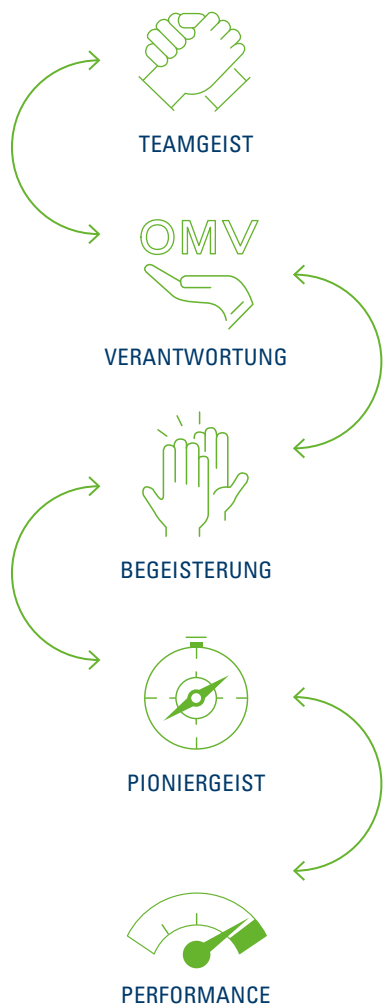 TEAMGEIST
OMV
VERANTWORTUNG
BEGEISTERUNG
PIONIERGEIST
PERFORMANCE